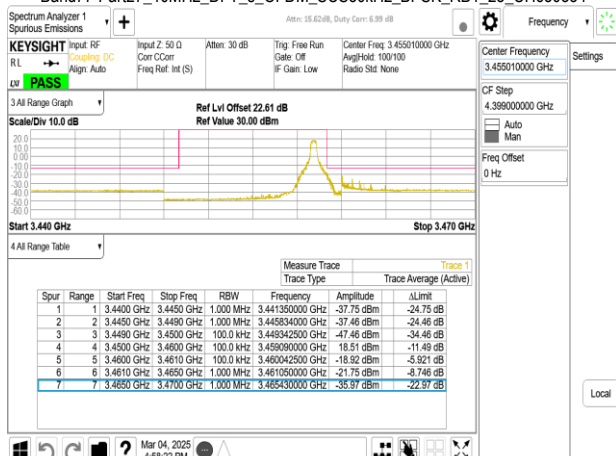 Spectrum Analyzer 1
Spurious Emissions
Attn: 15.62dB, Duty Corr: 6.99 dB
Frequency
Settings
KEYSIGHT
Input: RF
Coupling: DC
Align: Auto
Input Z: 50 Ω
Corr CCorr
Freq Ref: Int (S)
Atten: 30 dB
Trig: Free Run
Gate: Off
IF Gain: Low
Center Freq: 3.455010000 GHz
Avg|Hold: 100/100
Radio Std: None
RL
LXI
PASS
Center Frequency
3.455010000 GHz
CF Step
4.399000000 GHz
Auto
Man
Freq Offset
0 Hz
3 All Range Graph
Scale/Div 10.0 dB
Ref Lvl Offset 22.61 dB
Ref Value 30.00 dBm
20.0
10.0
0.00
-10.0
-20.0
-30.0
-40.0
-50.0
-60.0
Start 3.440 GHz
Stop 3.470 GHz
4 All Range Table
Measure Trace Trace 1
Trace Type Trace Average (Active)
Spur Range Start Freq Stop Freq RBW Frequency Amplitude ΔLimit
1 1 3.4400 GHz 3.4450 GHz 1.000 MHz 3.441350000 GHz -37.75 dBm -24.75 dB
2 2 3.4450 GHz 3.4490 GHz 1.000 MHz 3.445834000 GHz -37.46 dBm -24.46 dB
3 3 3.4490 GHz 3.4500 GHz 100.0 kHz 3.449342500 GHz -47.46 dBm -34.46 dB
4 4 3.4500 GHz 3.4600 GHz 100.0 kHz 3.459090000 GHz 18.51 dBm -11.49 dB
5 5 3.4600 GHz 3.4610 GHz 100.0 kHz 3.460042500 GHz -18.92 dBm -5.921 dB
6 6 3.4610 GHz 3.4650 GHz 1.000 MHz 3.461050000 GHz -21.75 dBm -8.746 dB
7 7 3.4650 GHz 3.4700 GHz 1.000 MHz 3.465430000 GHz -35.97 dBm -22.97 dB
Local
Mar 04, 2025